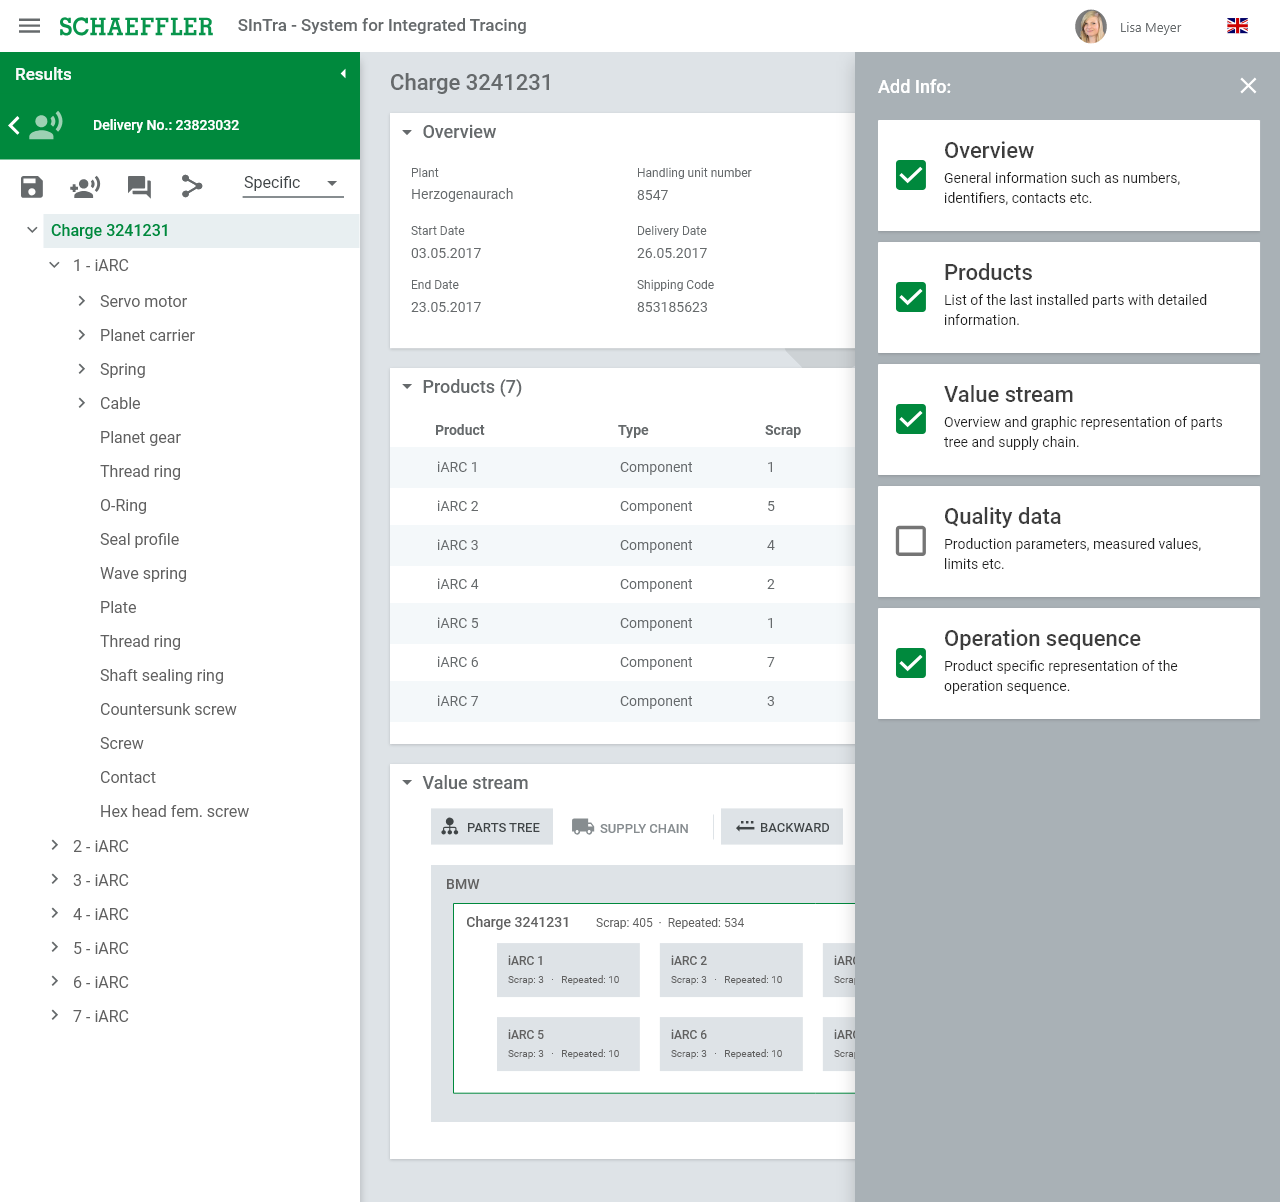 SCHAEFFLER
SInTra - System for Integrated Tracing
Lisa Meyer
Results
Delivery No.: 23823032
Specific
Charge 3241231
1 - iARC
Servo motor
Planet carrier
Spring
Cable
Planet gear
Thread ring
O-Ring
Seal profile
Wave spring
Plate
Thread ring
Shaft sealing ring
Countersunk screw
Screw
Contact
Hex head fem. screw
2 - iARC
3 - iARC
4 - iARC
5 - iARC
6 - iARC
7 - iARC
Charge 3241231
Overview
Plant
Herzogenaurach
Handling unit number
8547
Start Date
03.05.2017
Delivery Date
26.05.2017
End Date
23.05.2017
Shipping Code
853185623
Products (7)
Product Type Scrap
iARC 1 Component 1
iARC 2 Component 5
iARC 3 Component 4
iARC 4 Component 2
iARC 5 Component 1
iARC 6 Component 7
iARC 7 Component 3
Value stream
PARTS TREE SUPPLY CHAIN BACKWARD
BMW
Charge 3241231 Scrap: 405 · Repeated: 534
iARC 1
Scrap: 3 · Repeated: 10
iARC 2
Scrap: 3 · Repeated: 10
iARC 5
Scrap: 3 · Repeated: 10
iARC 6
Scrap: 3 · Repeated: 10
Add Info:
Overview
General information such as numbers,
identifiers, contacts etc.
Products
List of the last installed parts with detailed
information.
Value stream
Overview and graphic representation of parts
tree and supply chain.
Quality data
Production parameters, measured values,
limits etc.
Operation sequence
Product specific representation of the
operation sequence.